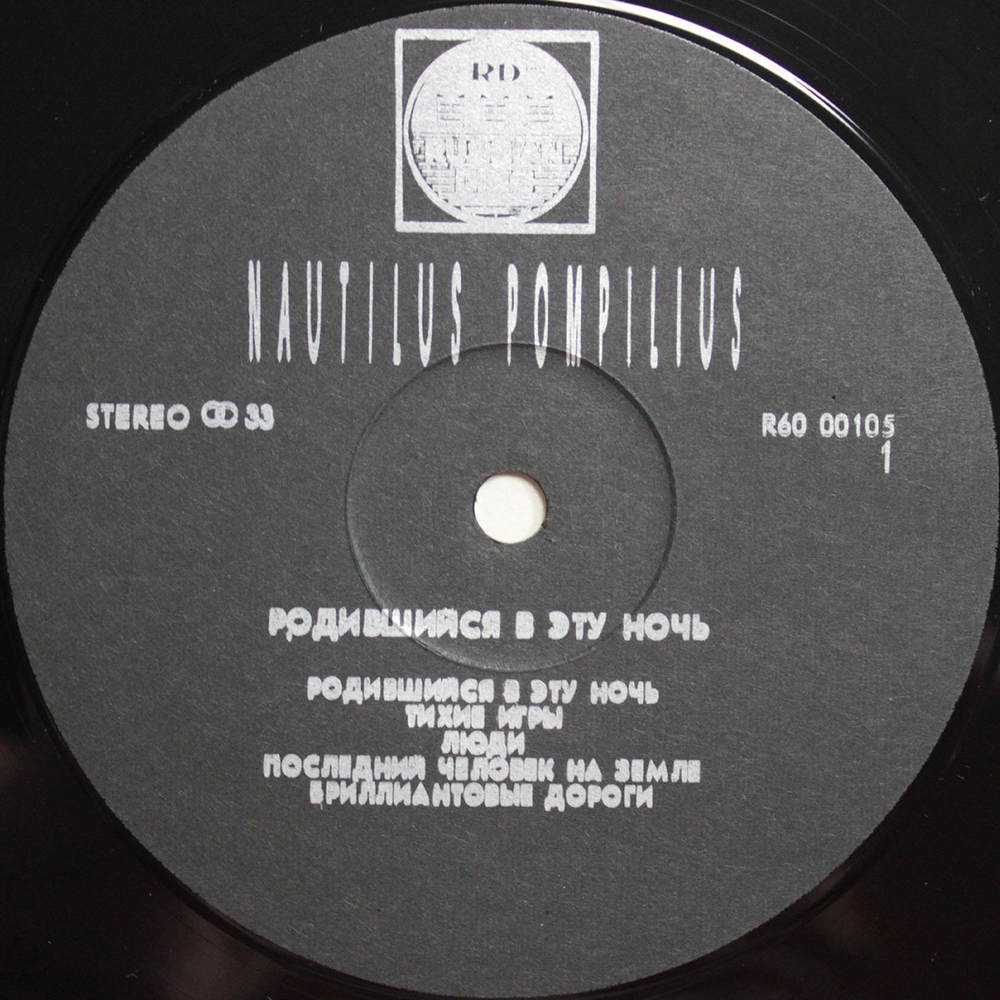 RD
NAUTILUS POMPILIUS
STEREO 33
R60 00105
1
РОДИВШИЙСЯ В ЭТУ НОЧЬ
РОДИВШИЙСЯ В ЭТУ НОЧЬ
ТИХИЕ ИГРЫ
ЛЮДИ
ПОСЛЕДНИЙ ЧЕЛОВЕК НА ЗЕМЛЕ
БРИЛЛИАНТОВЫЕ ДОРОГИ